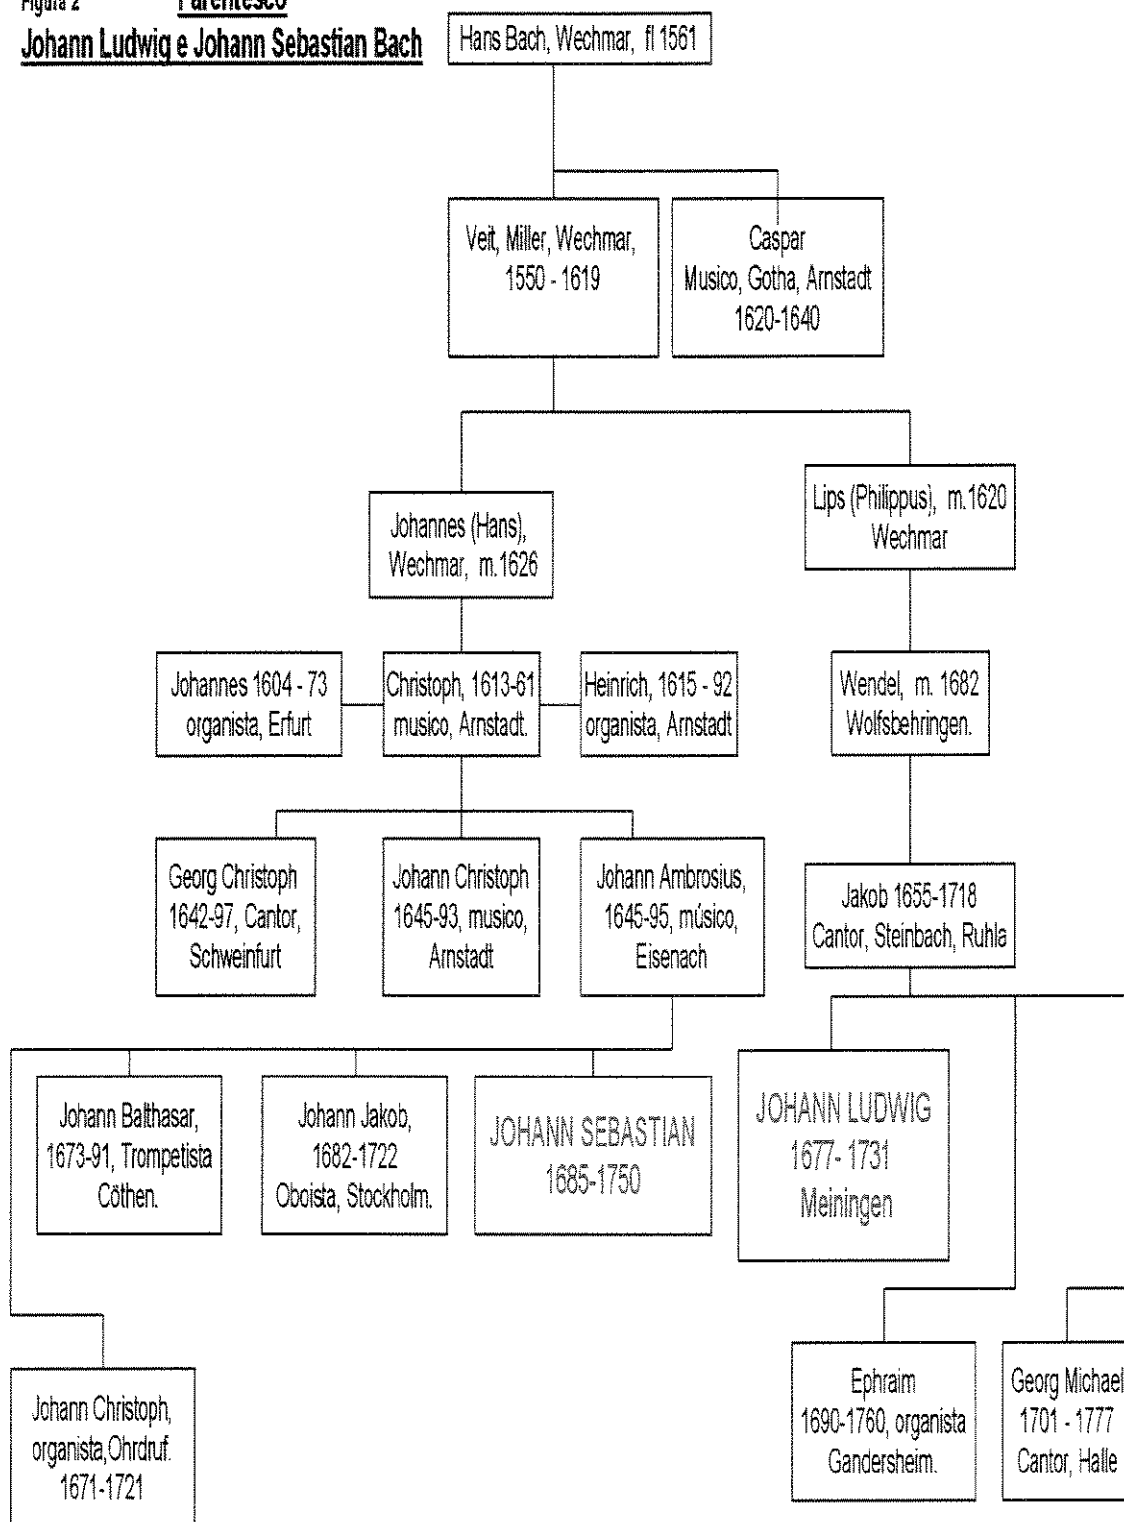 Figura 2 Parentesco
Johann Ludwig e Johann Sebastian Bach
Hans Bach, Wechmar, fl 1561
Veit, Miller, Wechmar,
1550 - 1619
Caspar
Musico, Gotha, Arnstadt
1620-1640
Johannes (Hans),
Wechmar, m.1626
Lips (Philippus), m.1620
Wechmar
Johannes 1604 - 73
organista, Erfurt
Christoph, 1613-61
musico, Arnstadt.
Heinrich, 1615 - 92
organista, Arnstadt
Wendel, m. 1682
Wolfsbehringen.
Georg Christoph
1642-97, Cantor,
Schweinfurt
Johann Christoph
1645-93, musico,
Arnstadt
Johann Ambrosius,
1645-95, músico,
Eisenach
Jakob 1655-1718
Cantor, Steinbach, Ruhla
Johann Balthasar,
1673-91, Trompetista
Cöthen.
Johann Jakob,
1682-1722
Oboista, Stockholm.
JOHANN SEBASTIAN
1685-1750
JOHANN LUDWIG
1677- 1731
Meiningen
Johann Christoph,
organista,Ohrdruf.
1671-1721
Ephraim
1690-1760, organista
Gandersheim.
Georg Michael
1701 - 1777
Cantor, Halle